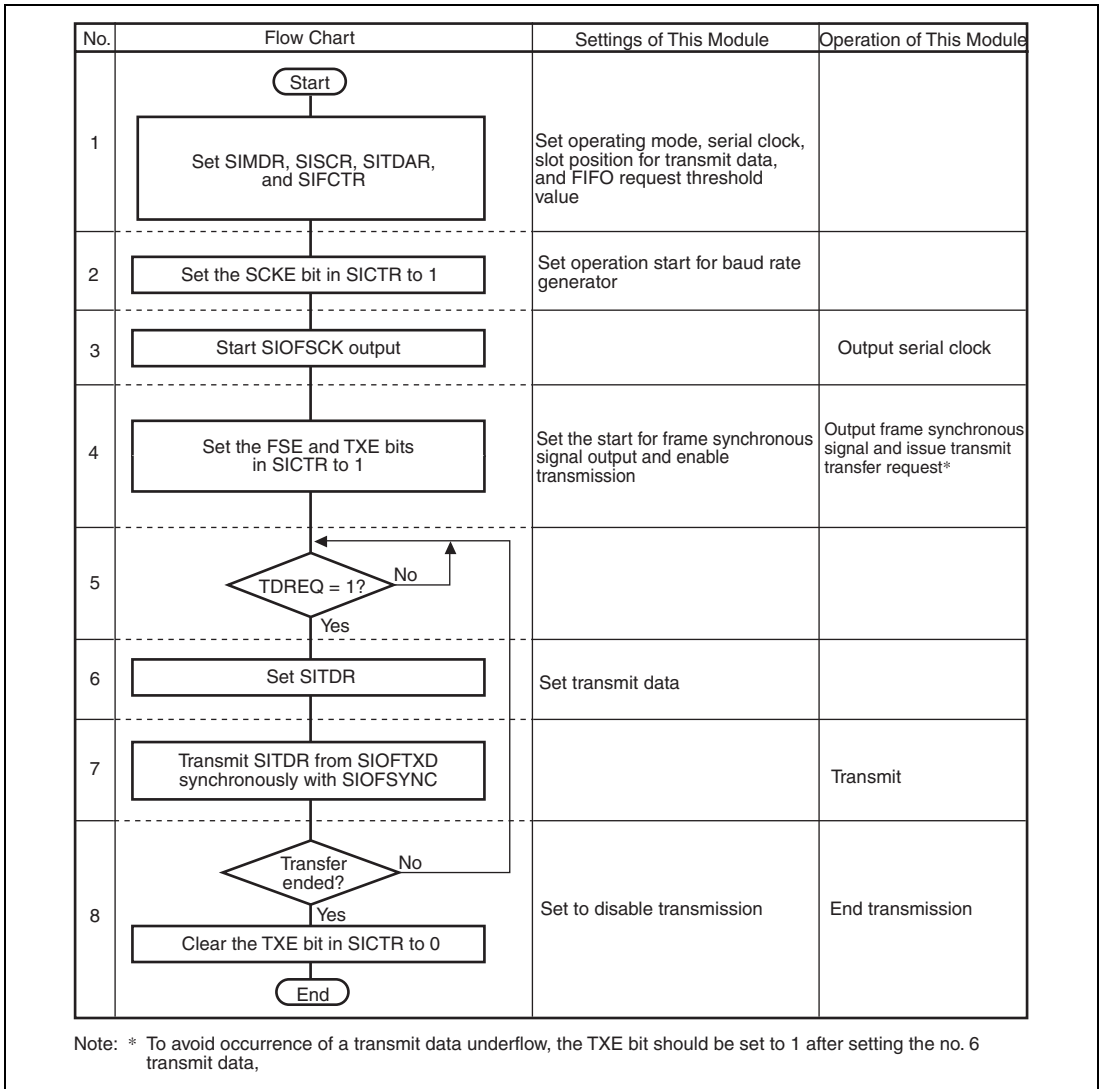 No.
Flow Chart
Settings of This Module
Operation of This Module
Start
1
Set SIMDR, SISCR, SITDAR,
and SIFCTR
Set operating mode, serial clock,
slot position for transmit data,
and FIFO request threshold
value
2
Set the SCKE bit in SICTR to 1
Set operation start for baud rate
generator
3
Start SIOFSCK output
Output serial clock
4
Set the FSE and TXE bits
in SICTR to 1
Set the start for frame synchronous
signal output and enable
transmission
Output frame synchronous
signal and issue transmit
transfer request*
5
TDREQ = 1?
No
Yes
6
Set SITDR
Set transmit data
7
Transmit SITDR from SIOFTXD
synchronously with SIOFSYNC
Transmit
8
Transfer
ended?
No
Yes
Clear the TXE bit in SICTR to 0
Set to disable transmission
End transmission
End
Note: * To avoid occurrence of a transmit data underflow, the TXE bit should be set to 1 after setting the no. 6
transmit data,